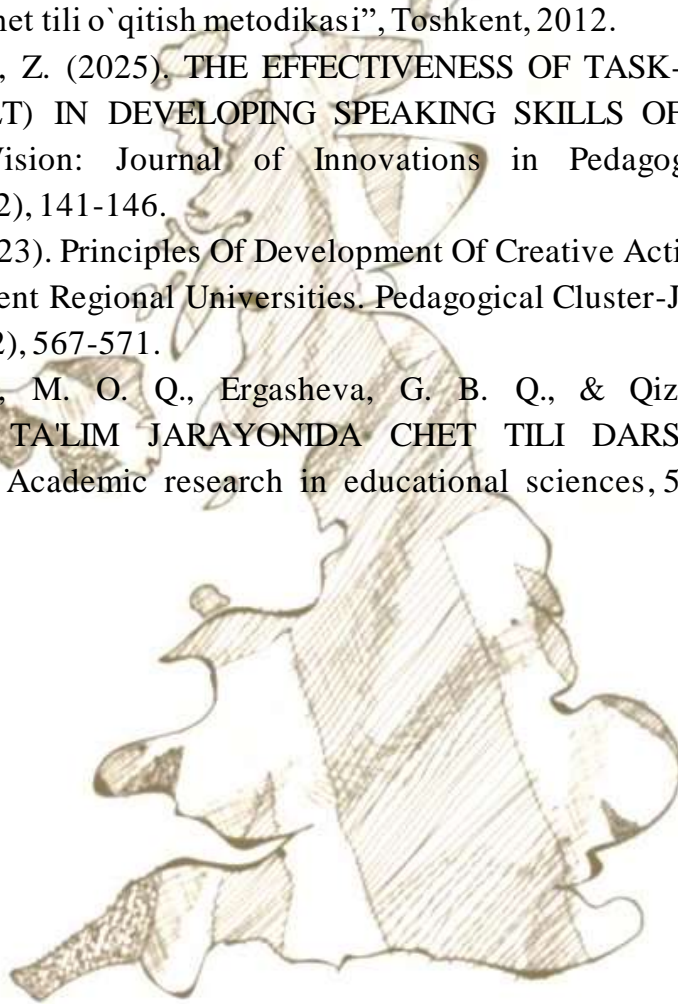 net tili o`qitish metodikasi”, Toshkent, 2012.
, Z. (2025). THE EFFECTIVENESS OF TASK-
LT) IN DEVELOPING SPEAKING SKILLS OF
Vision: Journal of Innovations in Pedagog
2), 141-146.
23). Principles Of Development Of Creative Acti
ent Regional Universities. Pedagogical Cluster-J
2), 567-571.
, M. O. Q., Ergasheva, G. B. Q., & Qiz
TA'LIM JARAYONIDA CHET TILI DARS
Academic research in educational sciences, 5